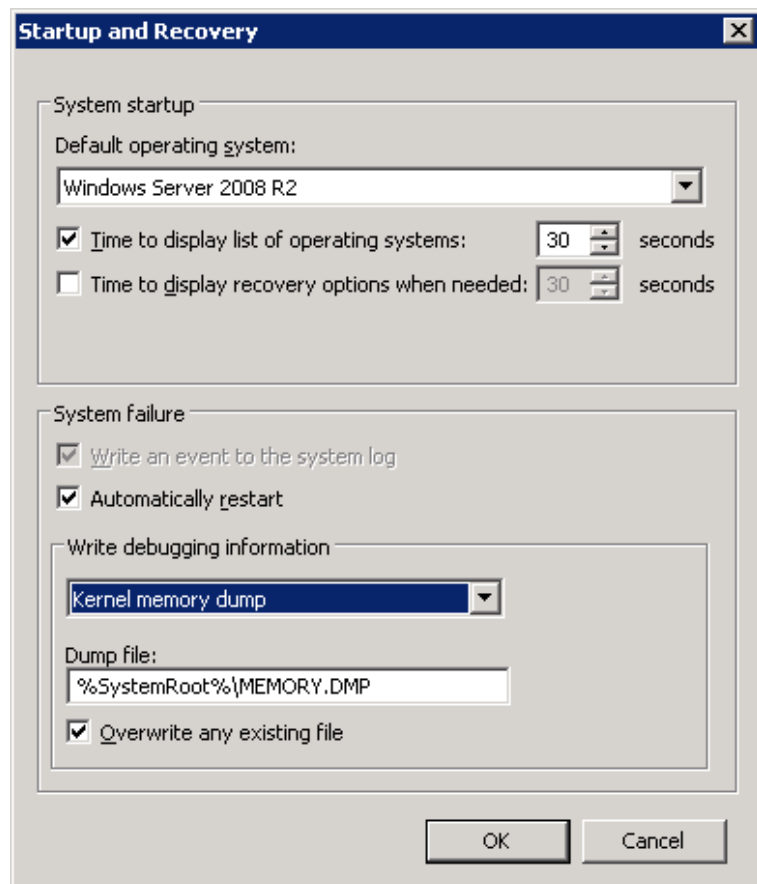 Startup and Recovery
System startup
Default operating system:
Windows Server 2008 R2
Time to display list of operating systems: 30 seconds
Time to display recovery options when needed: 30 seconds
System failure
Write an event to the system log
Automatically restart
Write debugging information
Kernel memory dump
Dump file:
%SystemRoot%\MEMORY.DMP
Overwrite any existing file
OK Cancel